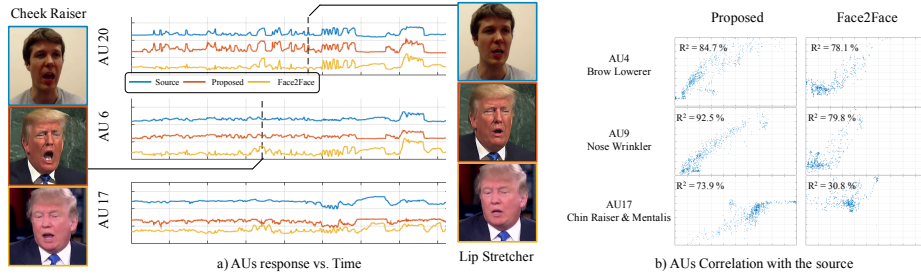 Cheek Raiser
AU 20
Source
Proposed
Face2Face
AU 6
AU 17
a) AUs response vs. Time
Lip Stretcher
Proposed
Face2Face
AU4
Brow Lowerer
R² = 84.7 %
R² = 78.1 %
AU9
Nose Wrinkler
R² = 92.5 %
R² = 79.8 %
AU17
Chin Raiser & Mentalis
R² = 73.9 %
R² = 30.8 %
b) AUs Correlation with the source